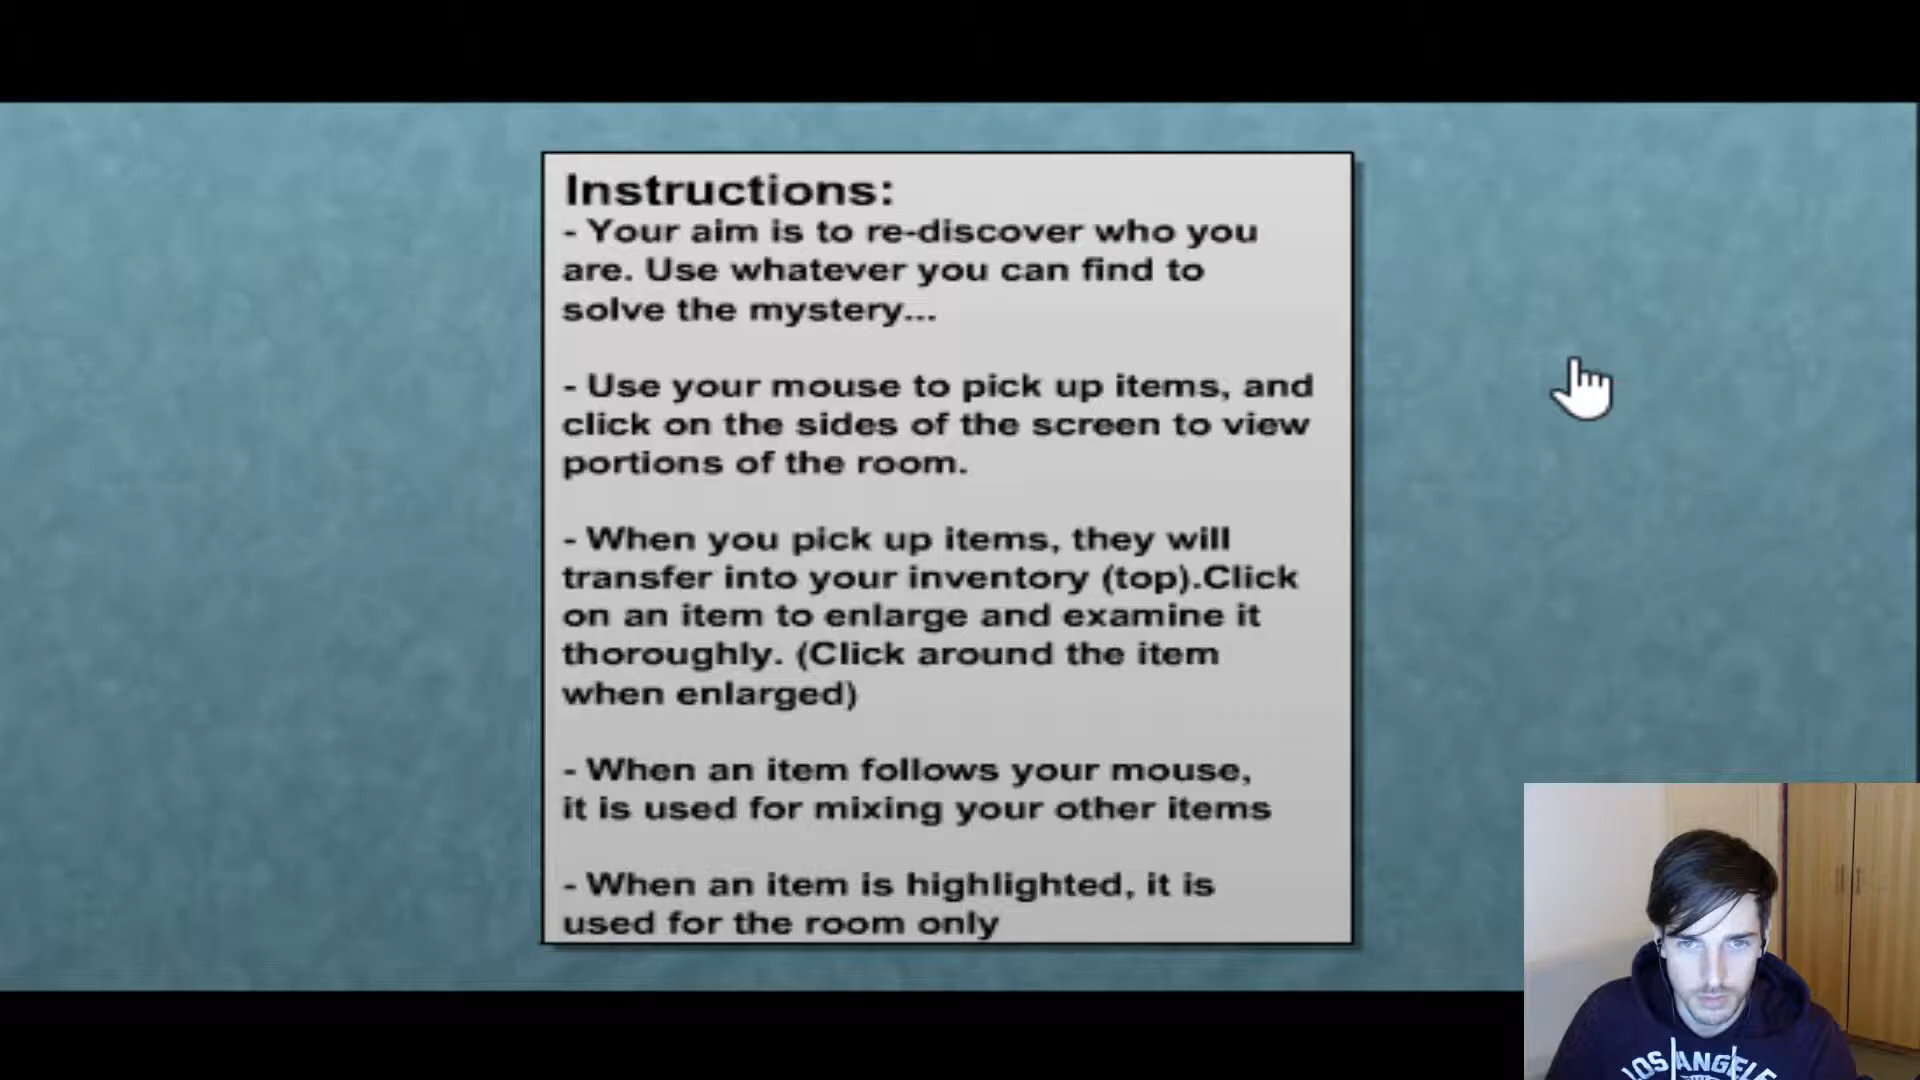 Instructions:
- Your aim is to re-discover who you
are. Use whatever you can find to
solve the mystery...
- Use your mouse to pick up items, and
click on the sides of the screen to view
portions of the room.
- When you pick up items, they will
transfer into your inventory (top).Click
on an item to enlarge and examine it
thoroughly. (Click around the item
when enlarged)
- When an item follows your mouse,
it is used for mixing your other items
- When an item is highlighted, it is
used for the room only
LOS ANGELE